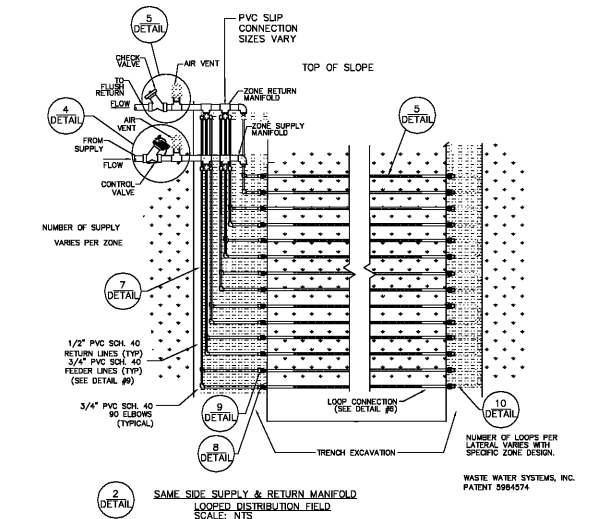 5
DETAIL
PVC SLIP
CONNECTION
SIZES VARY
CHECK
VALVE
AIR VENT
TOP OF SLOPE
TO
FLUSH
RETURN
FLOW
ZONE RETURN
MANIFOLD
4
DETAIL
AIR
VENT
ZONE SUPPLY
MANIFOLD
5
DETAIL
FROM
SUPPLY
FLOW
CONTROL
VALVE
NUMBER OF SUPPLY
VARIES PER ZONE
7
DETAIL
1/2" PVC SCH. 40
RETURN LINES (TYP)
3/4" PVC SCH. 40
FEEDER LINES (TYP)
(SEE DETAIL #9)
3/4" PVC SCH. 40
90 ELBOWS
(TYPICAL)
9
DETAIL
8
DETAIL
LOOP CONNECTION
(SEE DETAIL #8)
10
DETAIL
TRENCH EXCAVATION
NUMBER OF LOOPS PER
LATERAL VARIES WITH
SPECIFIC ZONE DESIGN.
WASTE WATER SYSTEMS, INC.
PATENT 5984574
2
DETAIL
SAME SIDE SUPPLY & RETURN MANIFOLD
LOOPED DISTRIBUTION FIELD
SCALE: NTS